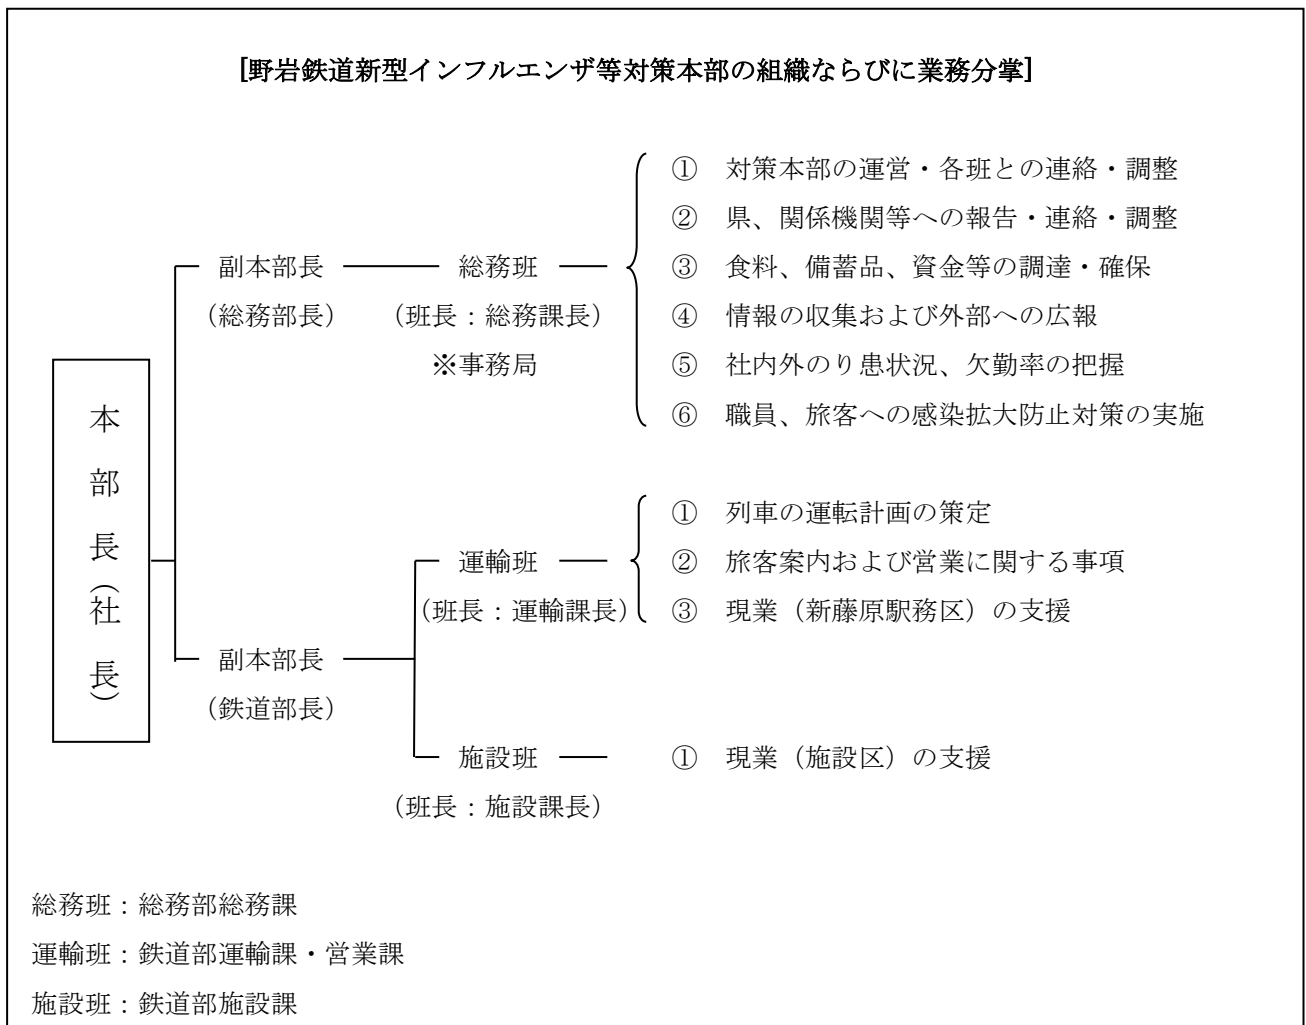 [野岩鉄道新型インフルエンザ等対策本部の組織ならびに業務分掌]
本部長(社長)
副本部長
(総務部長)
総務班
(班長：総務課長)
※事務局
① 対策本部の運営・各班との連絡・調整
② 県、関係機関等への報告・連絡・調整
③ 食料、備蓄品、資金等の調達・確保
④ 情報の収集および外部への広報
⑤ 社内外のり患状況、欠勤率の把握
⑥ 職員、旅客への感染拡大防止対策の実施
副本部長
(鉄道部長)
運輸班
(班長：運輸課長)
① 列車の運転計画の策定
② 旅客案内および営業に関する事項
③ 現業（新藤原駅務区）の支援
施設班
(班長：施設課長)
① 現業（施設区）の支援
総務班：総務部総務課
運輸班：鉄道部運輸課・営業課
施設班：鉄道部施設課